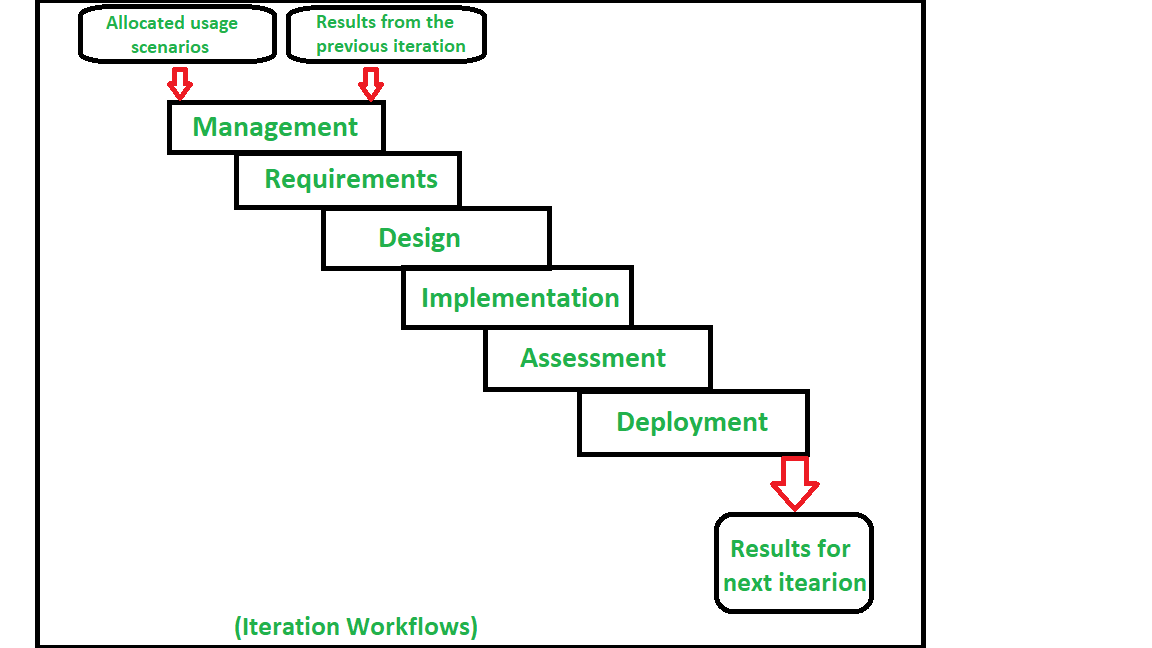 Allocated usage
scenarios
Results from the
previous iteration
Management
Requirements
Design
Implementation
Assessment
Deployment
Results for
next itearion
(Iteration Workflows)